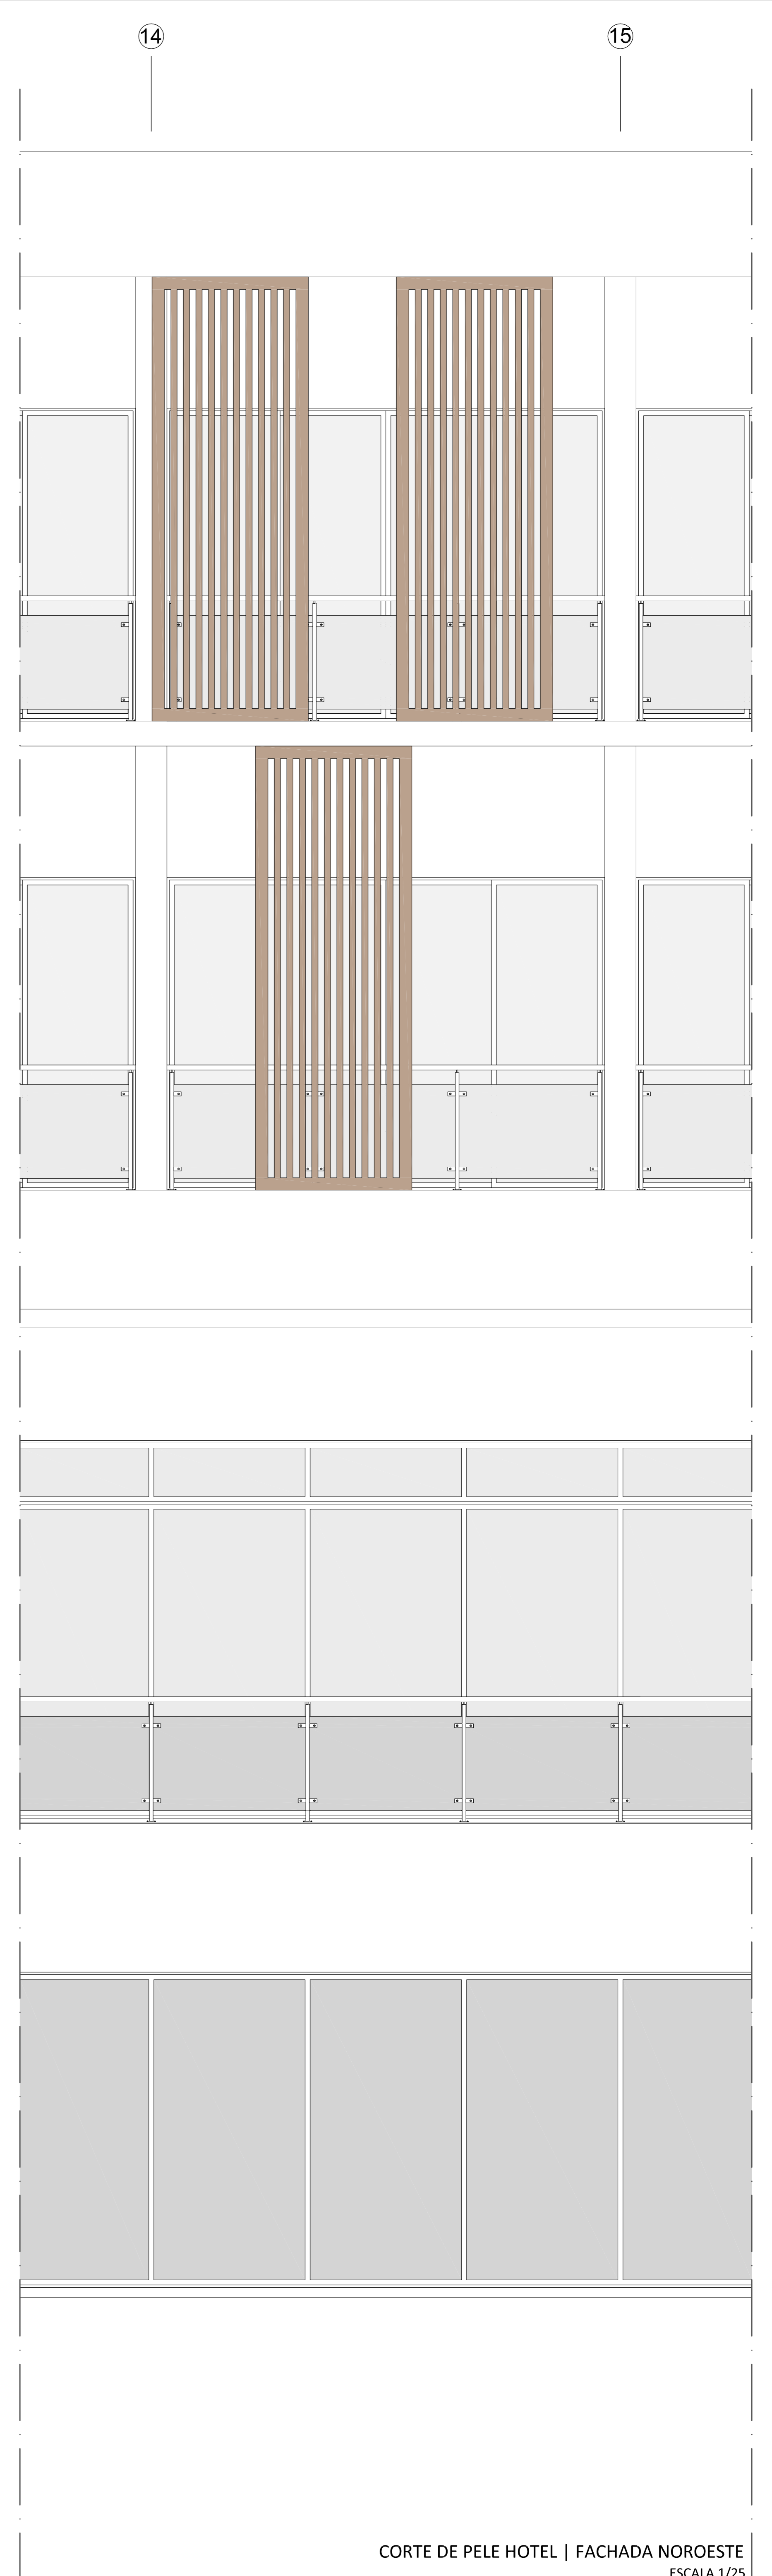 14
15
CORTE DE PELE HOTEL | FACHADA NOROESTE
ESCALA 1/25